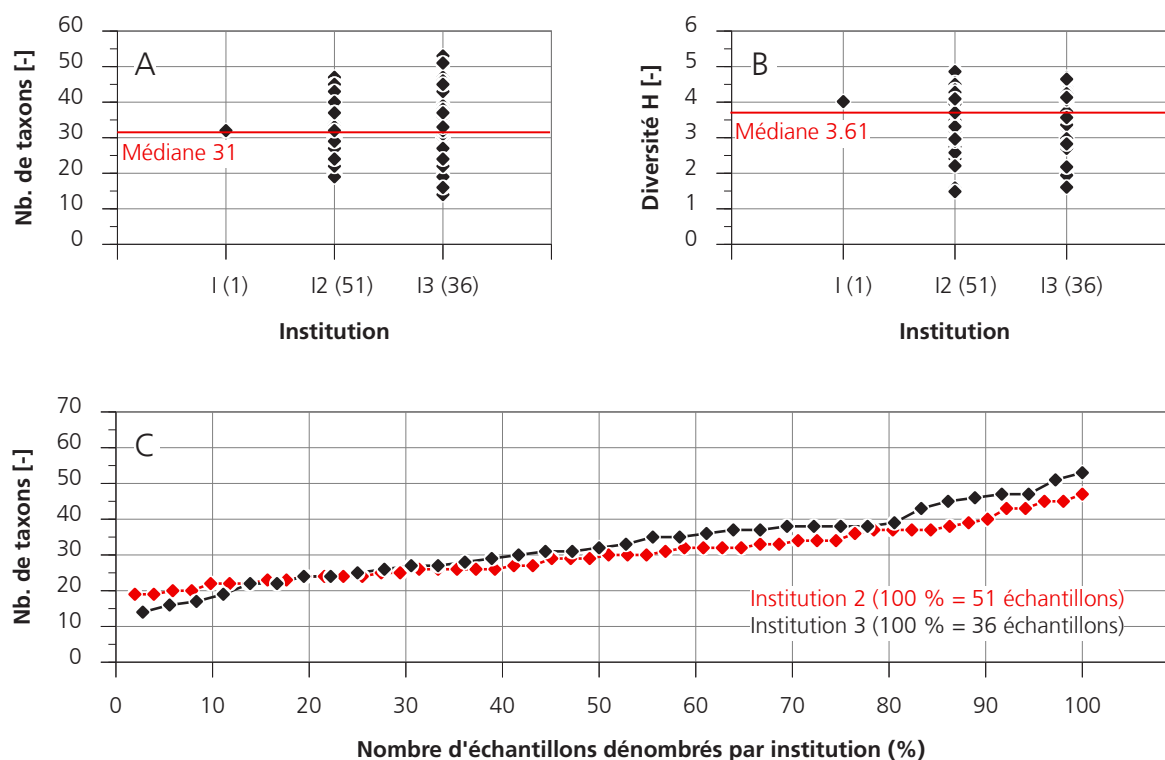 A
Nb. de taxons [-]
60
50
40
30
20
10
0
Médiane 31
I (1)
I2 (51)
I3 (36)
Institution
B
Diversité H [-]
6
5
4
3
2
1
0
Médiane 3.61
I (1)
I2 (51)
I3 (36)
Institution
C
Nb. de taxons [-]
70
60
50
40
30
20
10
0
Institution 2 (100 % = 51 échantillons)
Institution 3 (100 % = 36 échantillons)
0 10 20 30 40 50 60 70 80 90 100
Nombre d'échantillons dénombrés par institution (%)